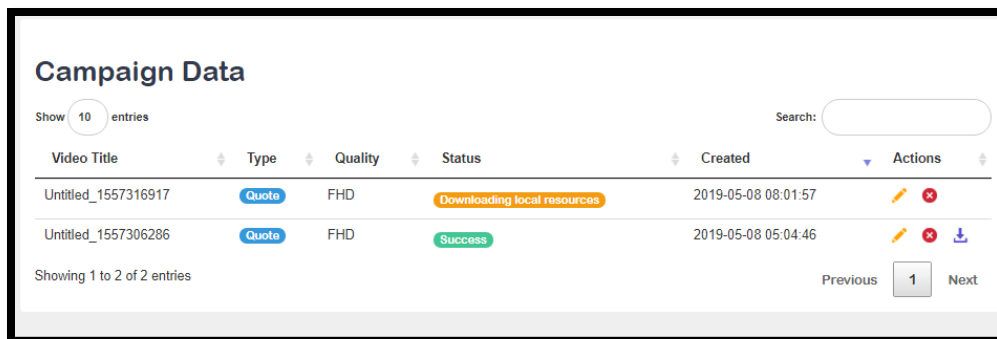 Campaign Data
Show 10 entries Search:
Video Title Type Quality Status Created Actions
Untitled_1557316917 Quote FHD Downloading local resources 2019-05-08 08:01:57
Untitled_1557306286 Quote FHD Success 2019-05-08 05:04:46
Showing 1 to 2 of 2 entries Previous 1 Next